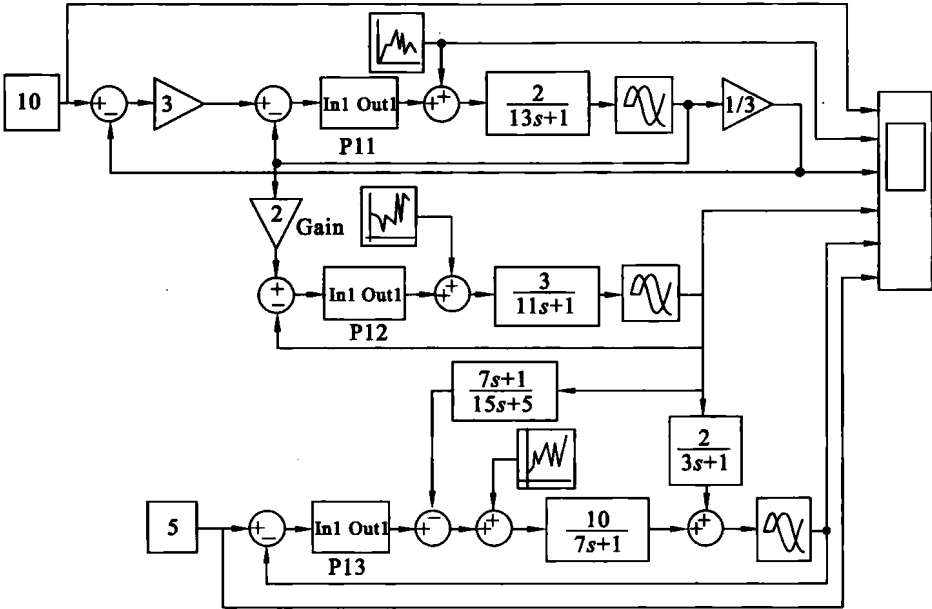 10
+
−
3
+
−
In1 Out1
P11
+
+
2
13s+1
1/3
2
Gain
+
−
In1 Out1
P12
+
+
3
11s+1
7s+1
15s+5
2
3s+1
5
+
−
In1 Out1
P13
+
−
+
+
10
7s+1
+
+